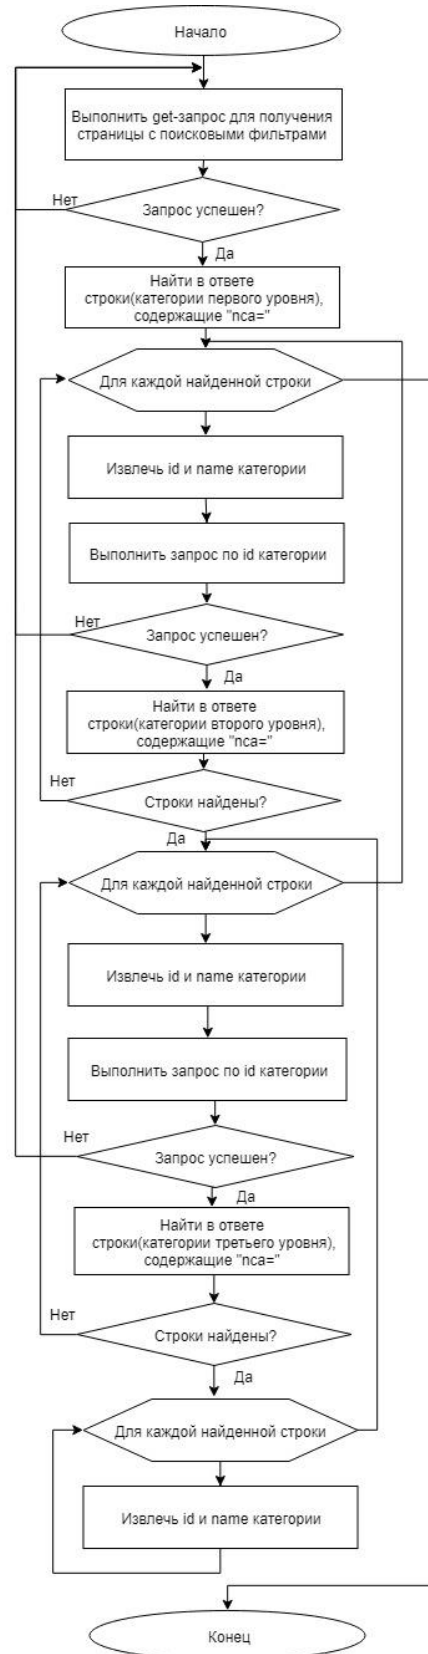 Начало
Выполнить get-запрос для получения
страницы с поисковыми фильтрами
Нет
Запрос успешен?
Да
Найти в ответе
строки(категории первого уровня),
содержащие "nca="
Для каждой найденной строки
Извлечь id и name категории
Выполнить запрос по id категории
Нет
Запрос успешен?
Да
Найти в ответе
строки(категории второго уровня),
содержащие "nca="
Нет
Строки найдены?
Да
Для каждой найденной строки
Извлечь id и name категории
Выполнить запрос по id категории
Нет
Запрос успешен?
Да
Найти в ответе
строки(категории третьего уровня),
содержащие "nca="
Нет
Строки найдены?
Да
Для каждой найденной строки
Извлечь id и name категории
Конец